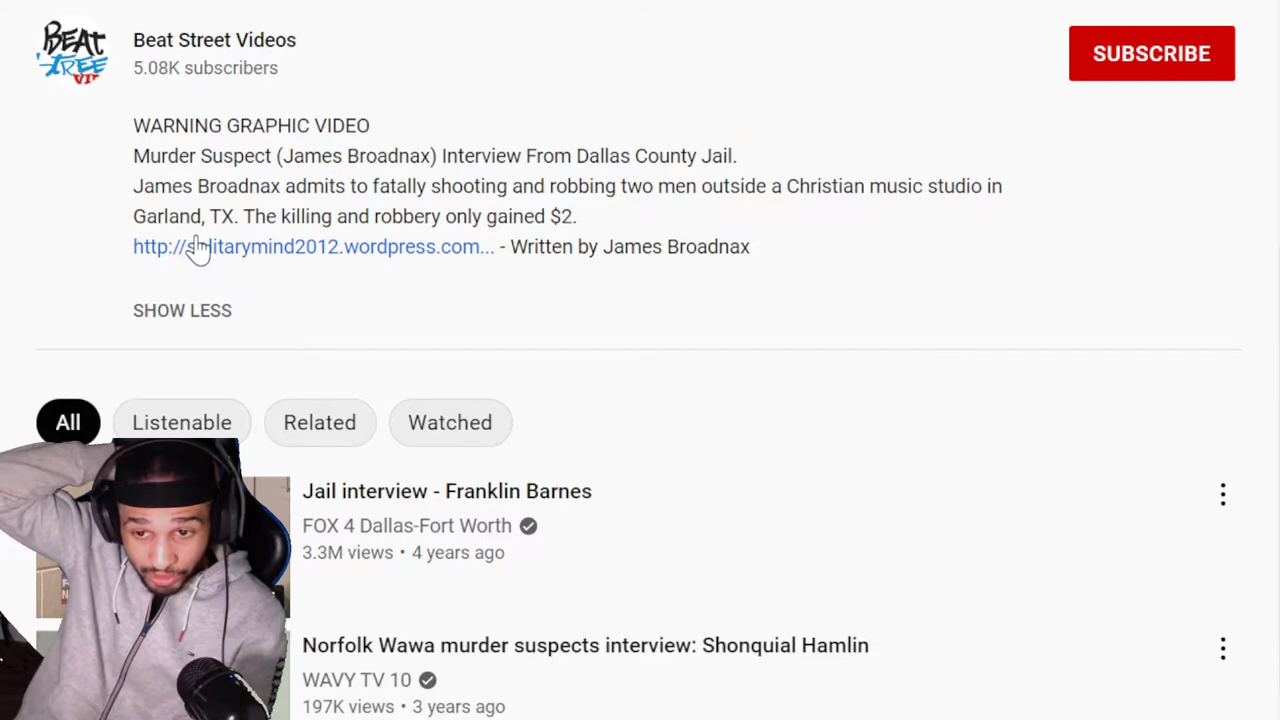 BEAT
Beat Street Videos
5.08K subscribers
SUBSCRIBE
WARNING GRAPHIC VIDEO
Murder Suspect (James Broadnax) Interview From Dallas County Jail.
James Broadnax admits to fatally shooting and robbing two men outside a Christian music studio in
Garland, TX. The killing and robbery only gained $2.
http://solitarymind2012.wordpress.com... - Written by James Broadnax
SHOW LESS
All Listenable Related Watched
Jail interview - Franklin Barnes
FOX 4 Dallas-Fort Worth
3.3M views • 4 years ago
Norfolk Wawa murder suspects interview: Shonquial Hamlin
WAVY TV 10
197K views • 3 years ago